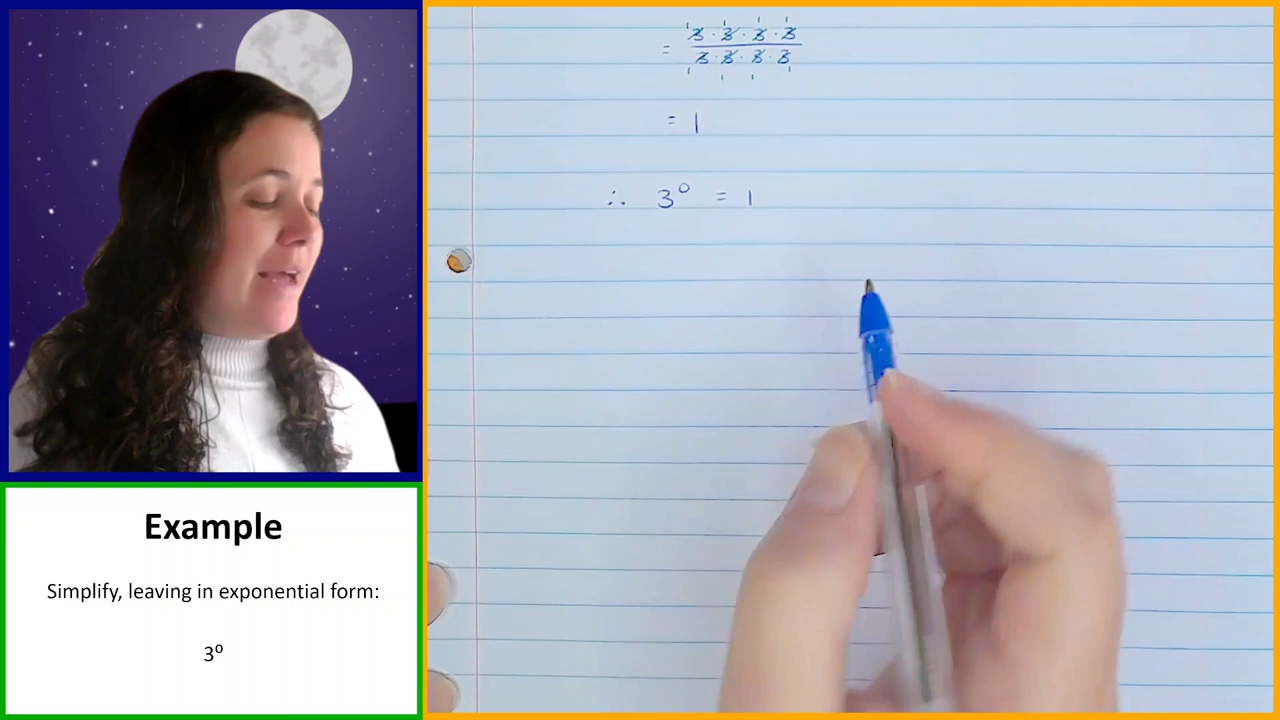 = 3 · 3 · 3 · 3 / 3 · 3 · 3 · 3
= 1
∴ 3⁰ = 1
Example
Simplify, leaving in exponential form:
3⁰